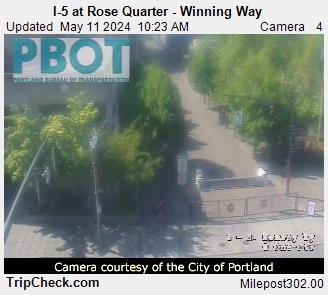 I-5 at Rose Quarter - Winning Way
Updated May 11 2024 10:23 AM Camera 4
PBOT
PORTLAND BUREAU OF TRANSPORTATION
Camera courtesy of the City of Portland
TripCheck.com Milepost302.00